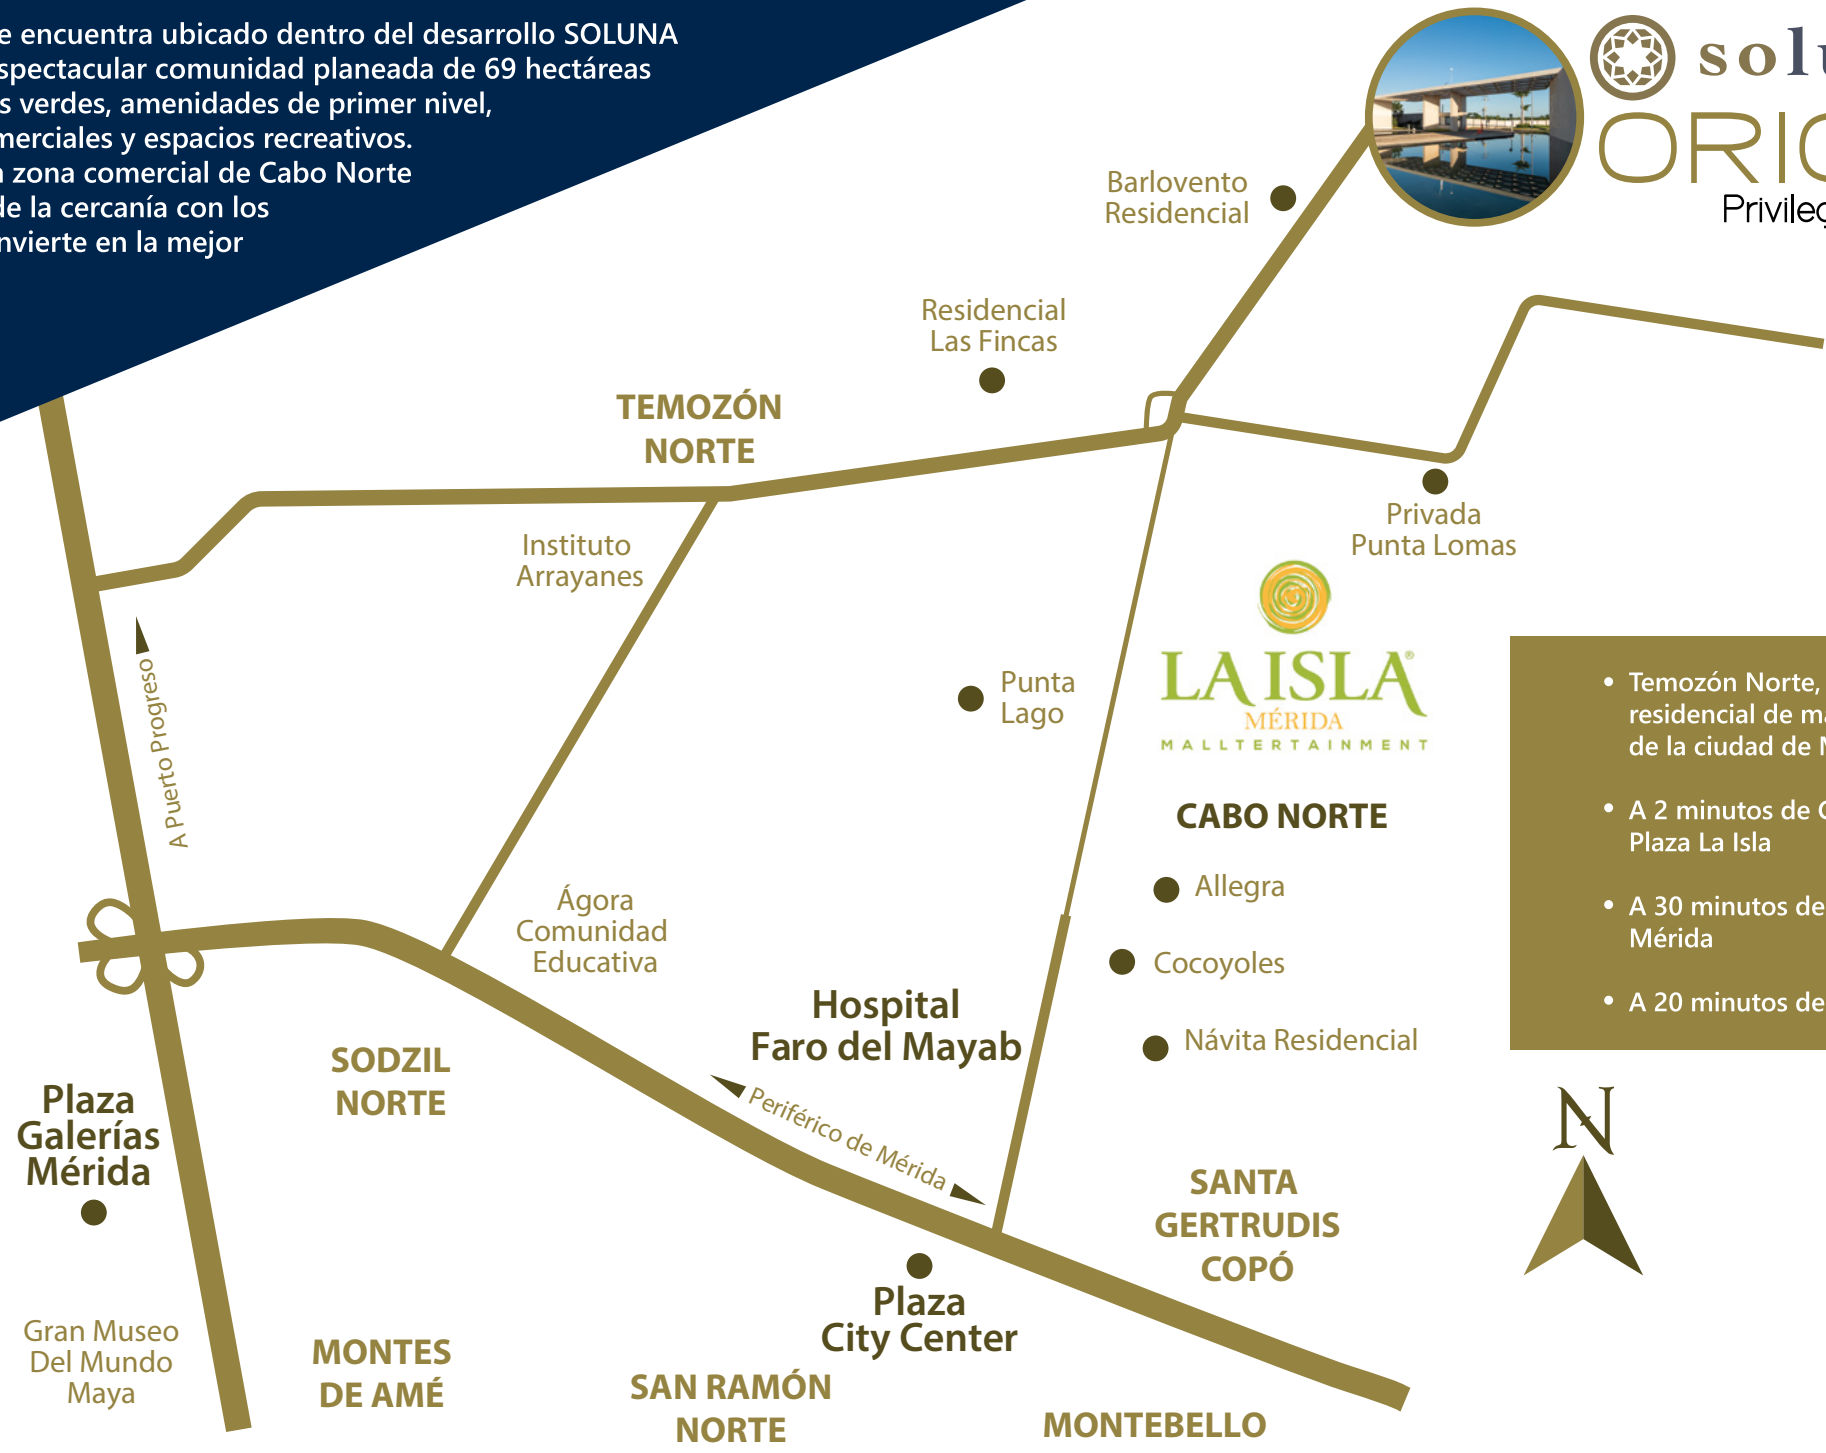 e encuentra ubicado dentro del desarrollo SOLUNA
spectacular comunidad planeada de 69 hectáreas
s verdes, amenidades de primer nivel,
merciales y espacios recreativos.
zona comercial de Cabo Norte
de la cercanía con los
nvierte en la mejor
Barlovento
Residencial
Residencial
Las Fincas
TEMOZÓN
NORTE
Instituto
Arrayanes
Privada
Punta Lomas
A Puerto Progreso
Punta
Lago
LA ISLA®
MÉRIDA
MALLTERTAINMENT
Temozón Norte,
residencial de
de la ciudad de
A 2 minutos de
Plaza La Isla
A 30 minutos de
Mérida
A 20 minutos de
CABO NORTE
Allegra
Cocoyoles
Návita Residencial
Ágora
Comunidad
Educativa
Hospital
Faro del Mayab
Periférico de Mérida
SODZIL
NORTE
Plaza
Galerías
Mérida
SANTA
GERTRUDIS
COPÓ
N
Plaza
City Center
Gran Museo
Del Mundo
Maya
MONTES
DE AMÉ
SAN RAMÓN
NORTE
MONTEBELLO